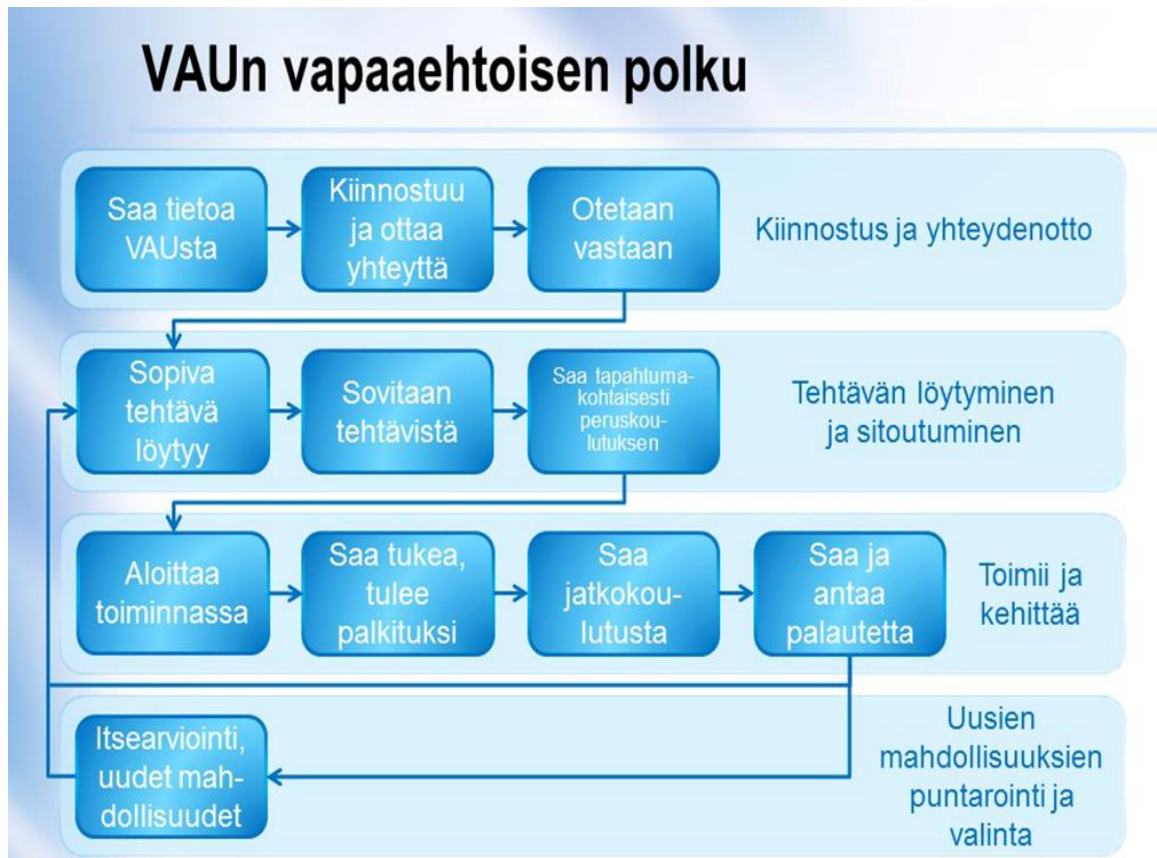 VAUn vapaaehtoisen polku
Saa tietoa
VAUsta
Kiinnostuu
ja ottaa
yhteyttä
Otetaan
vastaan
Kiinnostus ja yhteydenotto
Sopiva
tehtävä
löytyy
Sovitaan
tehtävistä
Saa tapahtuma-
kohtaisesti
peruskou-
lutuksen
Tehtävän löytyminen
ja sitoutuminen
Aloittaa
toiminnassa
Saa tukea,
tulee
palkituksi
Saa
jatkokou-
lutusta
Saa ja
antaa
palautetta
Toimii ja
kehittää
Itsearviointi,
uudet mah-
dollisuudet
Uusien
mahdollisuuksien
puntarointi ja
valinta